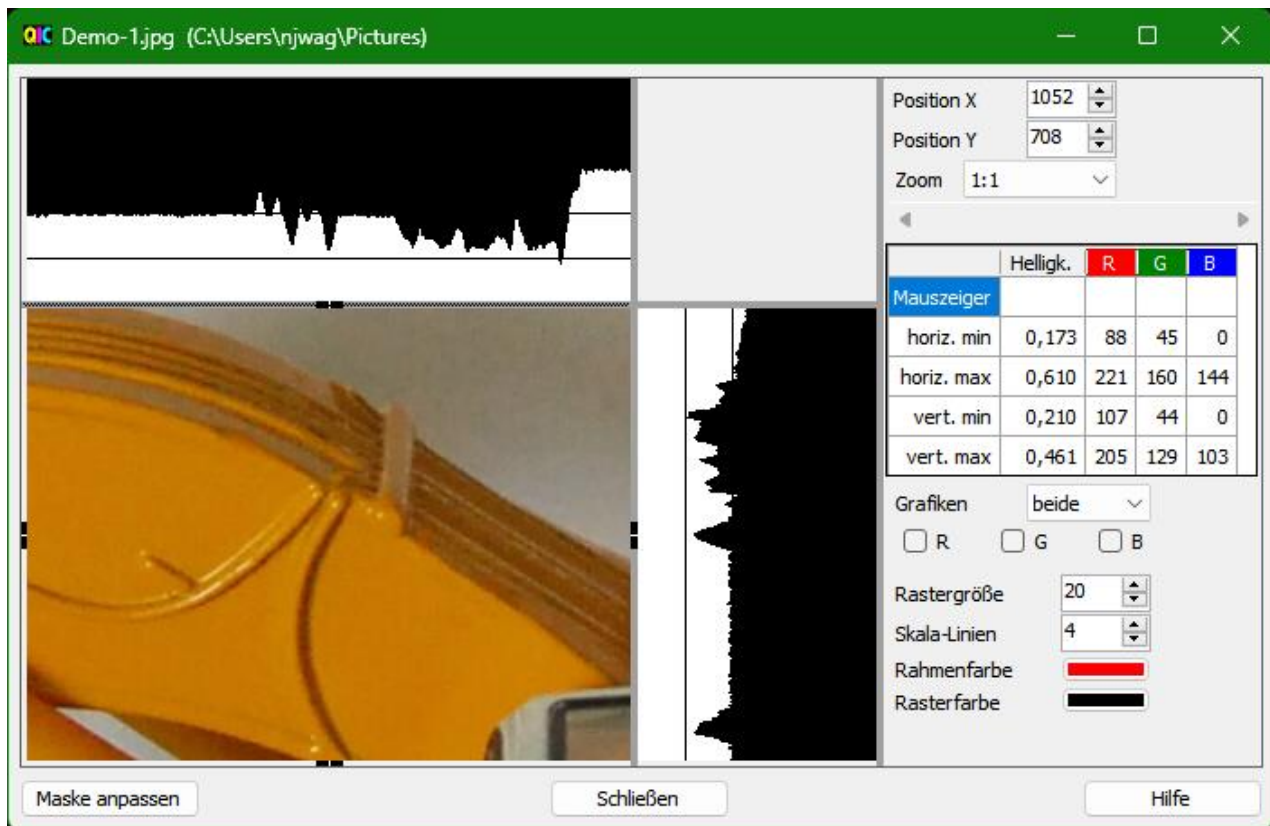 QIC Demo-1.jpg (C:\Users\njwag\Pictures)
Position X 1052
Position Y 708
Zoom 1:1
Helligk. R G B
Mauszeiger
horiz. min 0,173 88 45 0
horiz. max 0,610 221 160 144
vert. min 0,210 107 44 0
vert. max 0,461 205 129 103
Grafiken beide
R G B
Rastergröße 20
Skala-Linien 4
Rahmenfarbe
Rasterfarbe
Maske anpassen Schließen Hilfe